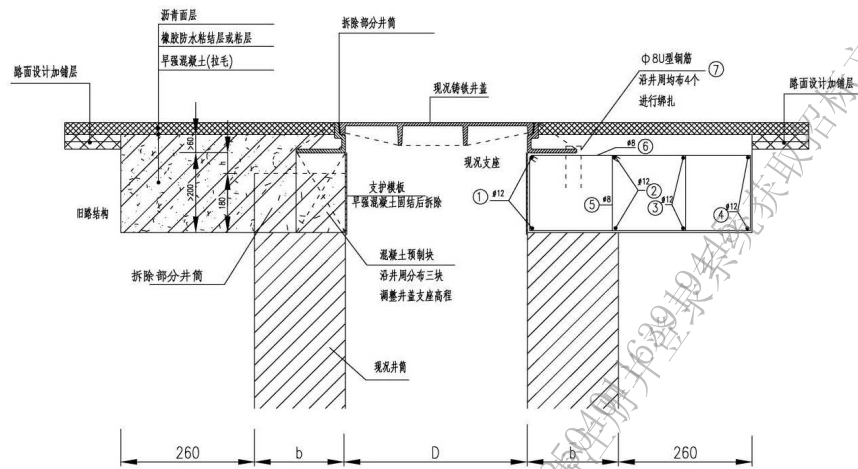 沥青面层
橡胶防水粘结层或粘层
早强混凝土(拉毛)
路面设计加铺层
拆除部分井筒
现况铸铁井盖
Φ8U型钢筋
沿井周均布4个
进行绑扎
⑦
路面设计加铺层
>60
h
>200
180
旧路结构
现况支座
支护模板
早强混凝土固结后拆除
ø8 ⑥
① ø12
ø12 ②
⑤ ø8
③ ø12
④ ø12
混凝土预制块
沿井周分布三块
调整井盖支座高程
拆除部分井筒
现况井筒
260 b D b 260